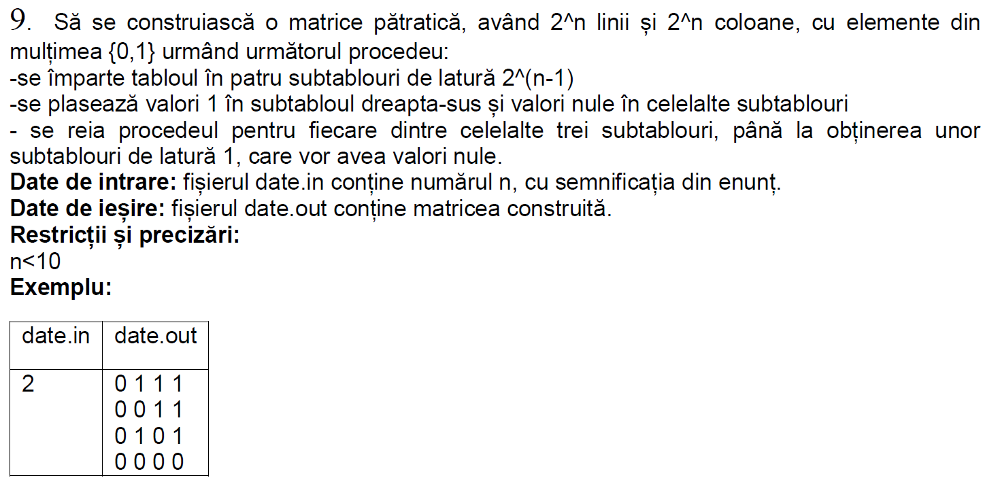 9. Să se construiască o matrice pătratică, având 2^n linii și 2^n coloane, cu elemente din
mulțimea {0,1} urmând următorul procedeu:
-se împarte tabloul în patru subtablouri de latură 2^(n-1)
-se plasează valori 1 în subtabloul dreapta-sus și valori nule în celelalte subtablouri
- se reia procedeul pentru fiecare dintre celelalte trei subtablouri, până la obținerea unor
subtablouri de latură 1, care vor avea valori nule.
Date de intrare: fișierul date.in conține numărul n, cu semnificația din enunț.
Date de ieșire: fișierul date.out conține matricea construită.
Restricții și precizări:
n<10
Exemplu:
date.in date.out
2 0 1 1 1
0 0 1 1
0 1 0 1
0 0 0 0